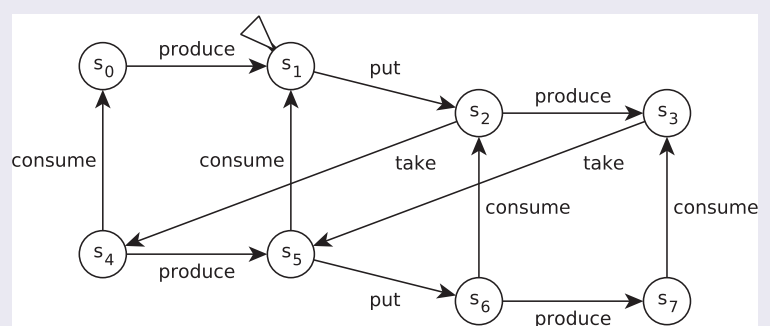 produce
s0
s1
put
produce
s2
s3
consume
consume
take
take
consume
consume
s4
s5
produce
put
s6
s7
produce